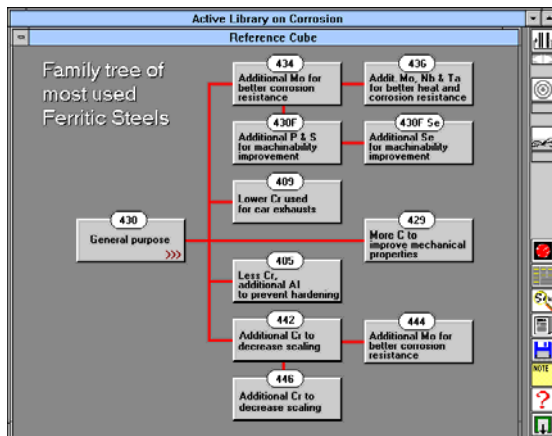 Active Library on Corrosion
Reference Cube
Family tree of
most used
Ferritic Steels
434
Additional Mo for
better corrosion
resistance
436
Addit. Mo, Nb & Ta
for better heat and
corrosion resistance
430F
Additional P & S
for machinability
improvement
430F Se
Additional Se
for machinability
improvement
409
Lower Cr used
for car exhausts
430
General purpose
>>>
429
More C to
improve mechanical
properties
405
Less Cr,
additional Al
to prevent hardening
442
Additional Cr to
decrease scaling
444
Additional Mo for
better corrosion
resistance
446
Additional Cr to
decrease scaling
NOTE
?